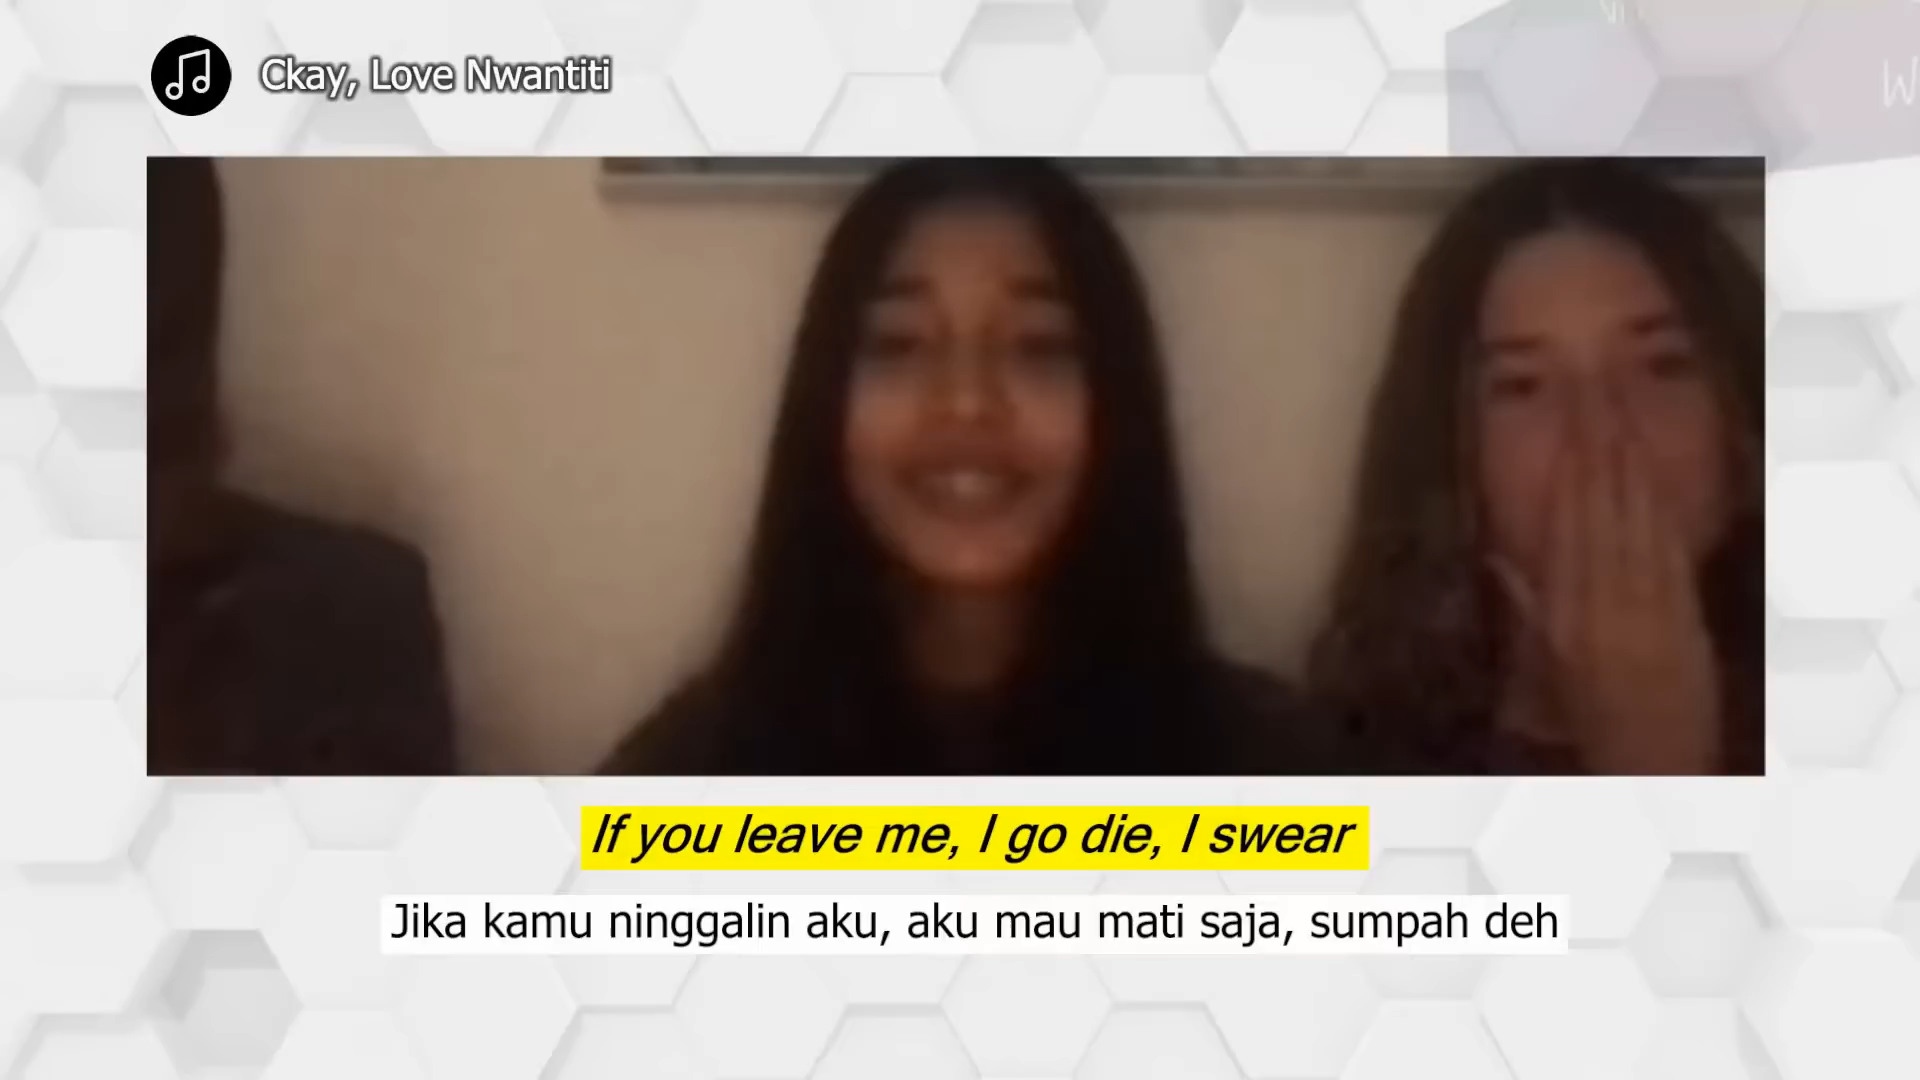 Ckay, Love Nwantiti
If you leave me, I go die, I swear
Jika kamu ninggalin aku, aku mau mati saja, sumpah deh